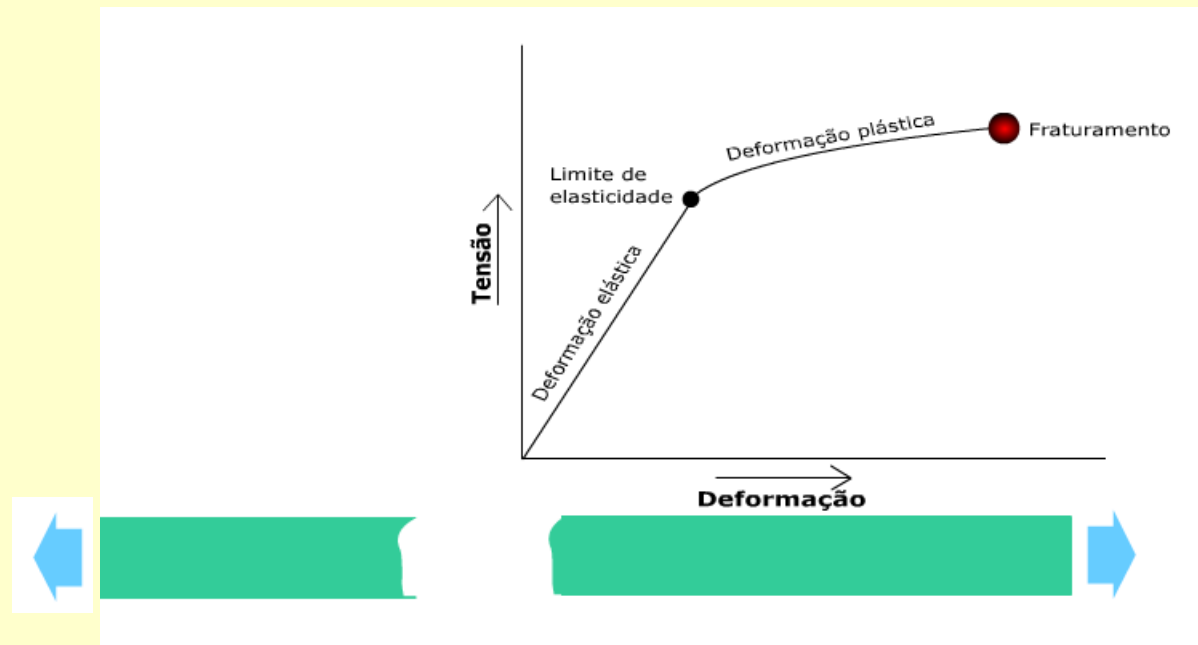 Deformação plástica
Fraturamento
Limite de
elasticidade
Tensão
Deformação elástica
Deformação